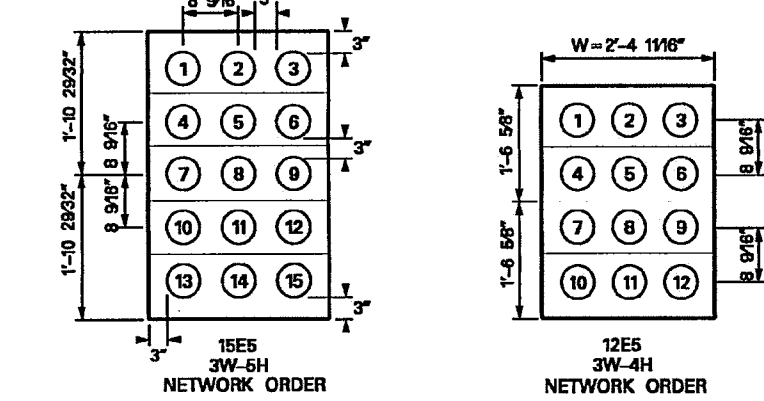 8 9/16"
3"
3"
1 2 3
4 5 6
7 8 9
10 11 12
13 14 15
1'-10 29/32"
1'-10 29/32"
8 9/16"
8 9/16"
3"
3"
3"
15E5
3W-5H
NETWORK ORDER
W=2'-4 11/16"
1 2 3
4 5 6
7 8 9
10 11 12
1'-6 5/8"
1'-6 5/8"
8 9/16"
8 9/16"
12E5
3W-4H
NETWORK ORDER